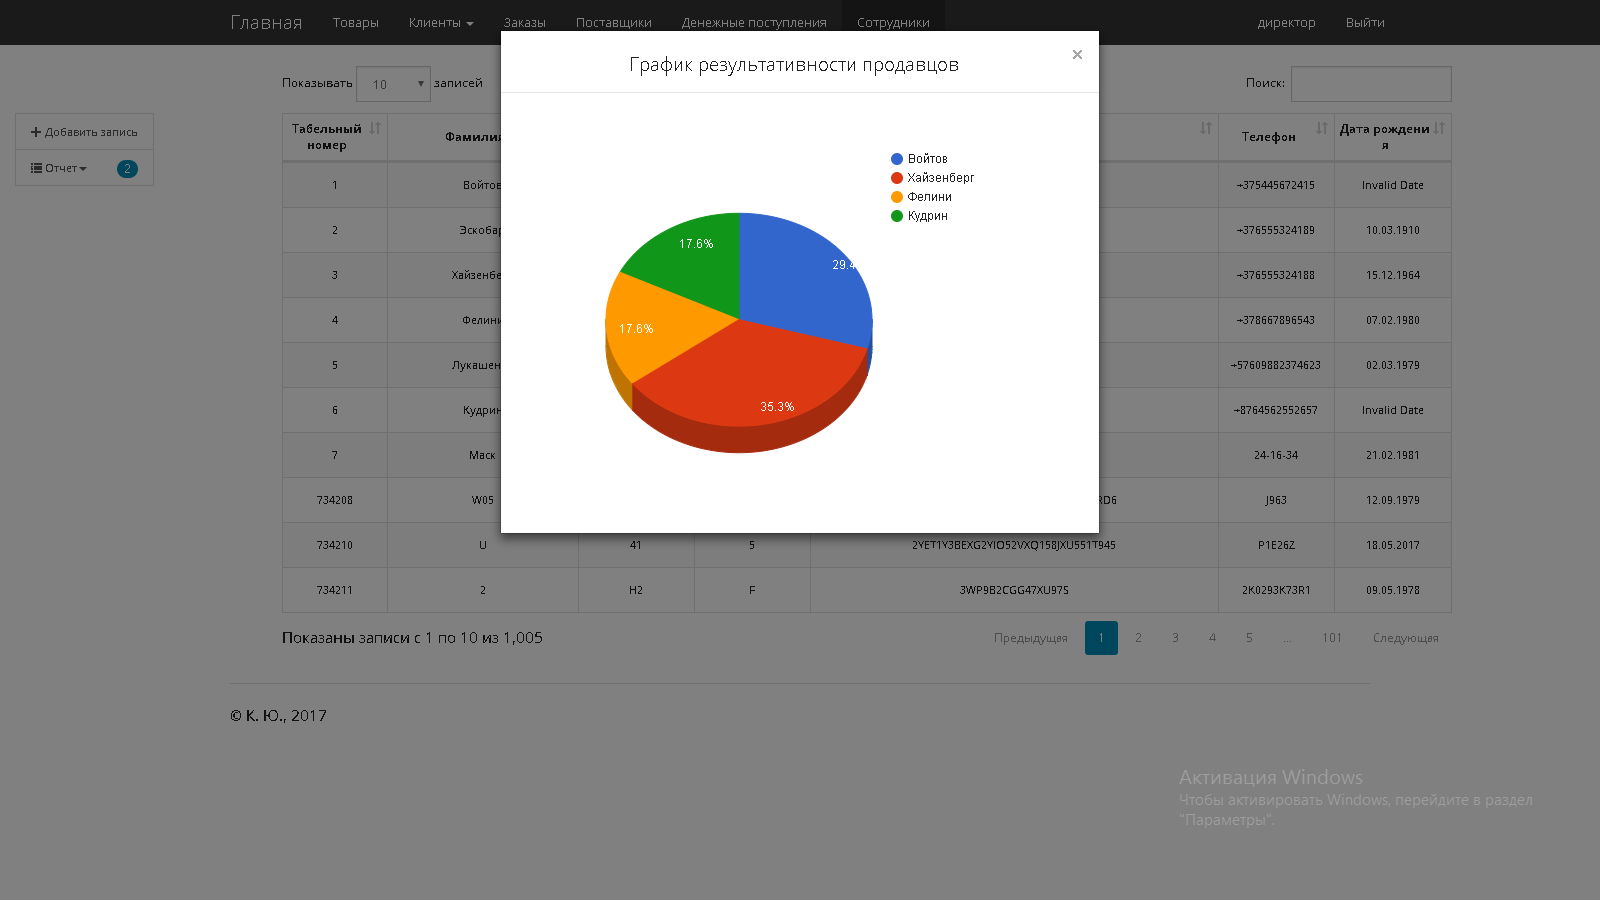 Главная Товары Клиенты Заказы Поставщики Денежные поступления Сотрудники директор Выйти
График результативности продавцов ×
Показывать 10 записей Поиск:
Добавить запись
Отчет 2
Табельный номер Телефон Дата рождения
Войтов
Хайзенберг
Фелини
Кудрин
17.6%
29.4
17.6%
35.3%
1 Войтов +375445672415 Invalid Date
2 Эскобар +376555324189 10.03.1910
3 +376555324188 15.12.1964
4 Фелини +378667896543 07.02.1980
5 +57609882374623 02.03.1979
6 Кудрин +8764562552657 Invalid Date
7 Маск 24-16-34 21.02.1981
734208 W05 RD6 J963 12.09.1979
734210 U 41 5 2YET1Y3BEXG2YIO52VXQ158JXU551T945 P1E26Z 18.05.2017
734211 2 H2 F 3WP9B2CGG47XU97S 2K0293K73R1 09.05.1978
Показаны записи с 1 по 10 из 1,005
Предыдущая 1 2 3 4 5 ... 101 Следующая
© К. Ю., 2017
Активация Windows
Чтобы активировать Windows, перейдите в раздел
"Параметры".